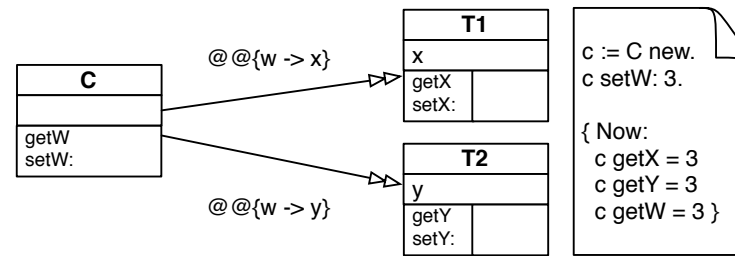 C
getW
setW:
@@{w -> x}
@@{w -> y}
T1
x
getX
setX:
T2
y
getY
setY:
c := C new.
c setW: 3.
{ Now:
c getX = 3
c getY = 3
c getW = 3 }